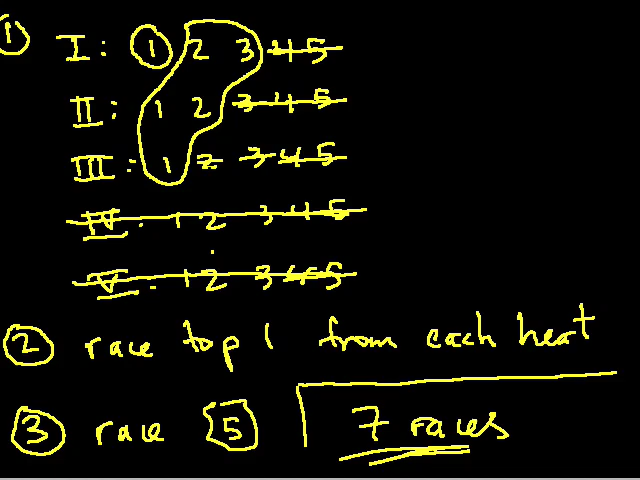 ① I: ① 2 3 4 5
II: 1 2 3 4 5
III: 1 2 3 4 5
IV: 1 2 3 4 5
V: 1 2 3 4 5
② race top 1 from each heat
③ race 5 7 races